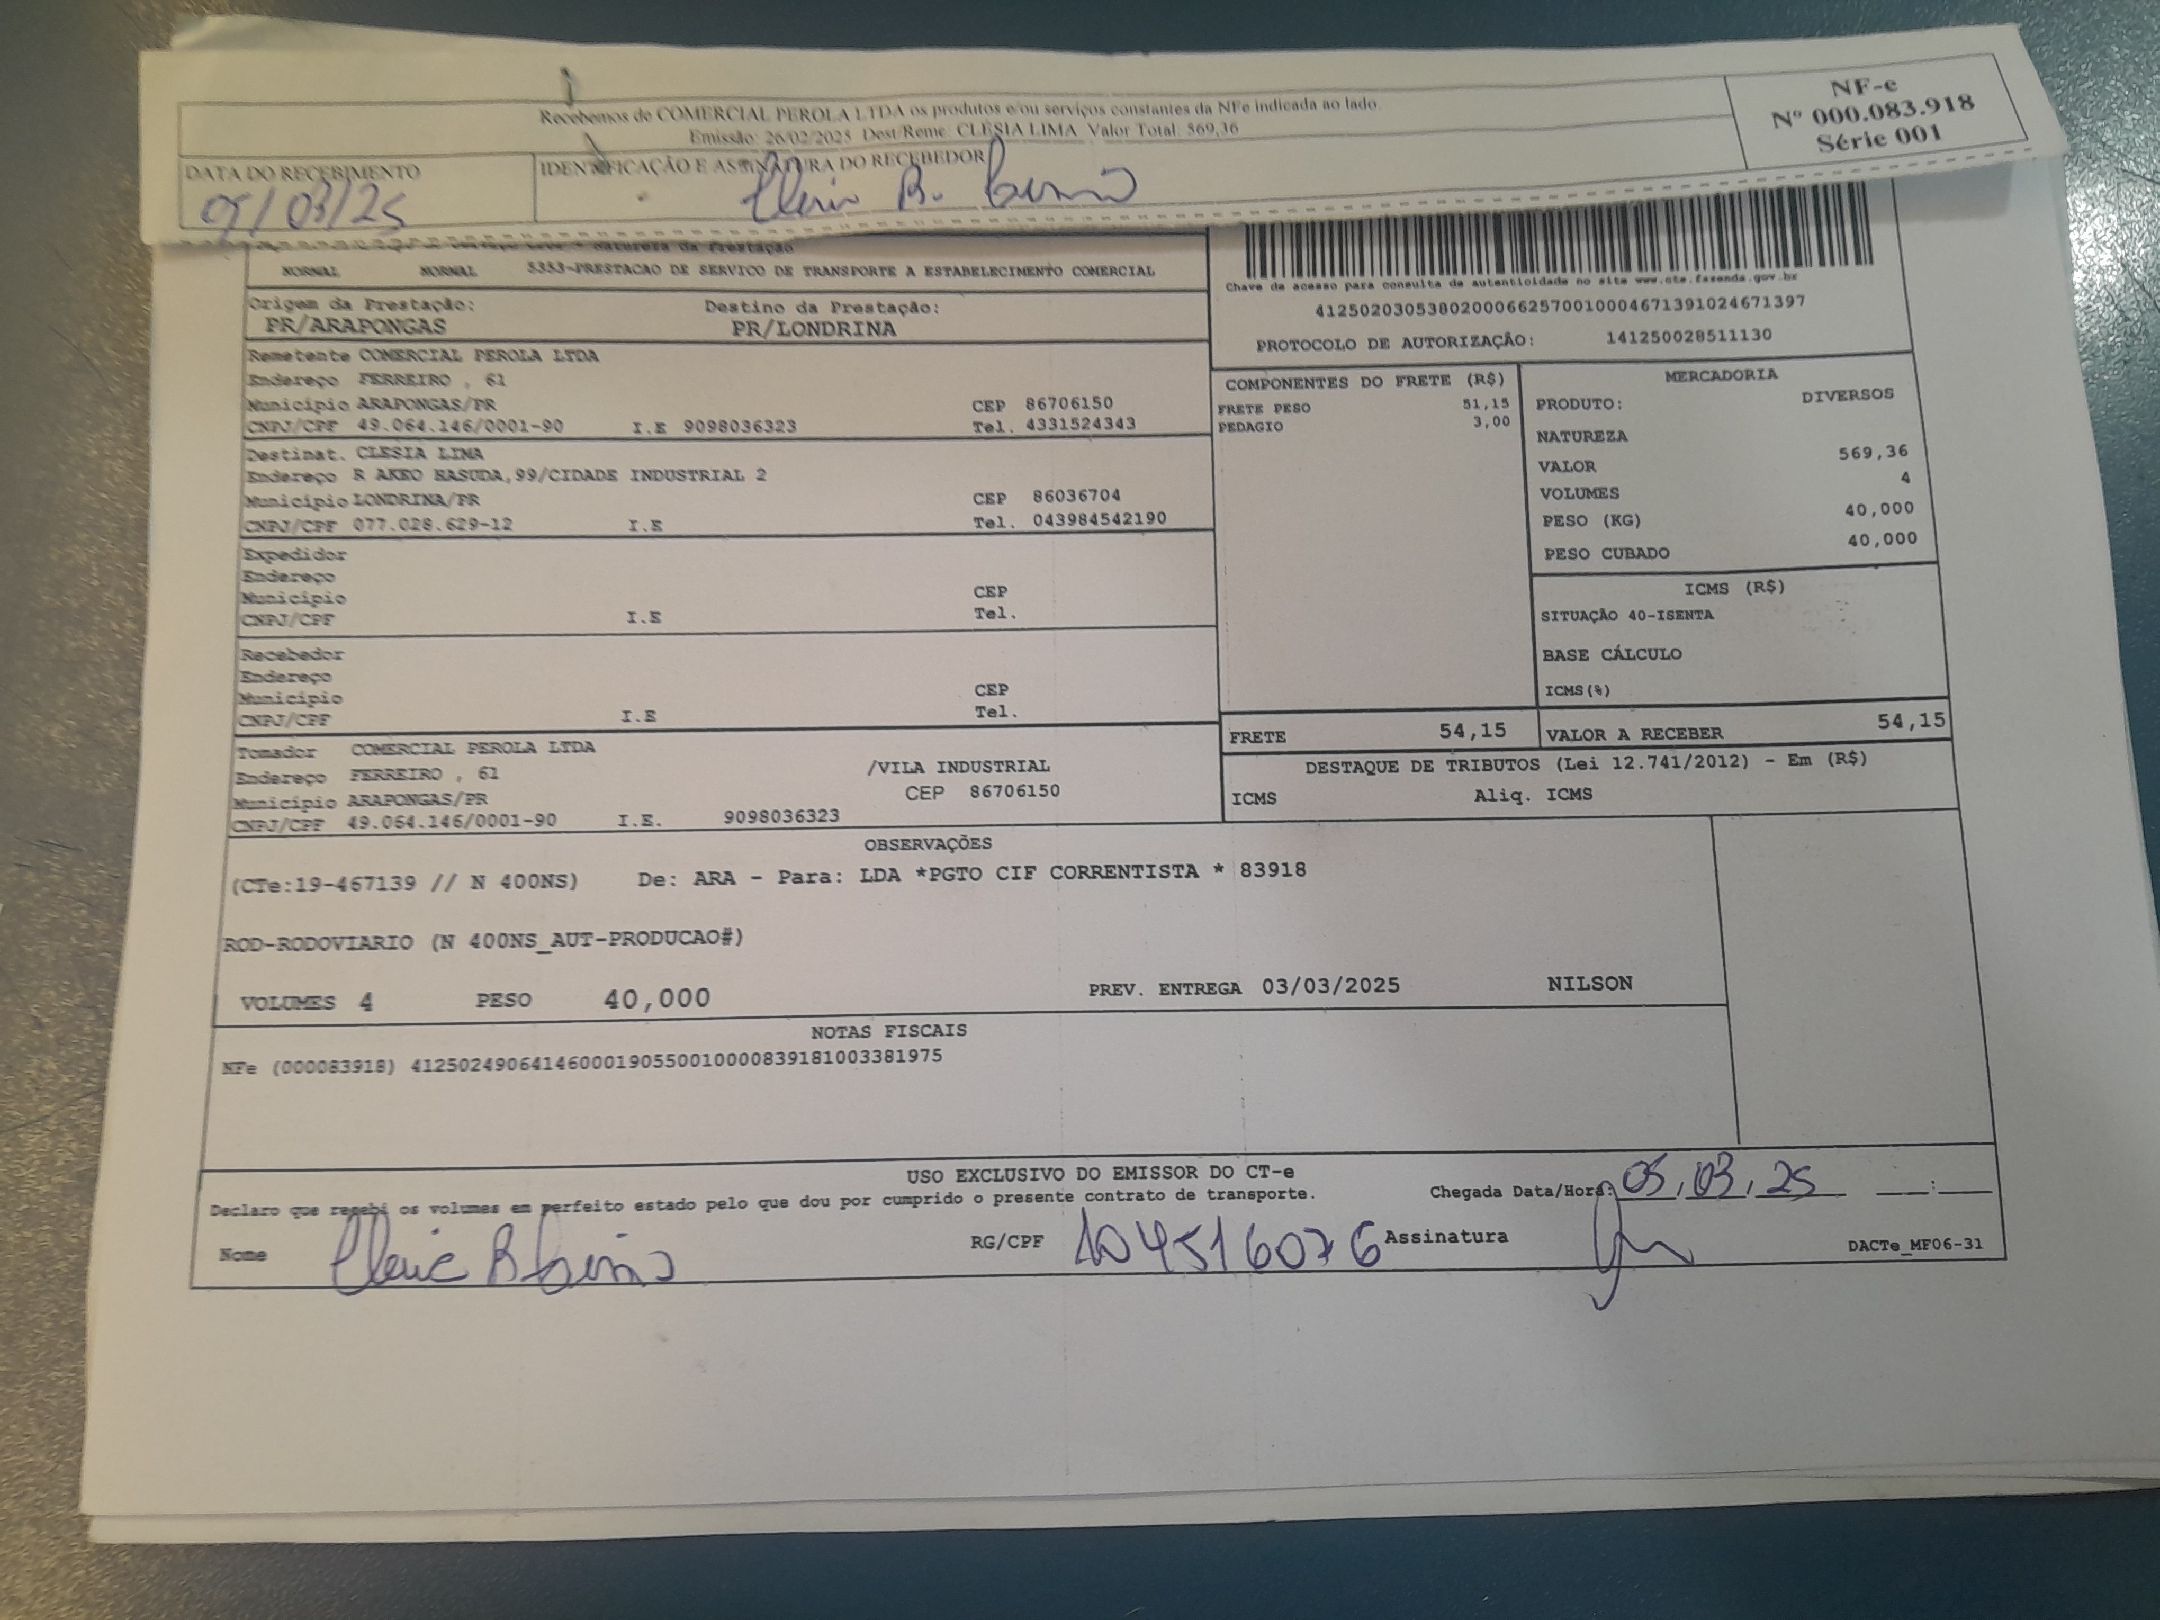 Recebemos de COMERCIAL PEROLA LTDA os produtos e/ou serviços constantes da NFe indicada ao lado.
Emissão: 26/02/2025 Dest/Reme: CLESIA LIMA Valor Total: 569,36
NF-e
Nº 000.083.918
Série 001
DATA DO RECEBIMENTO
05/03/25
IDENTIFICAÇÃO E ASSINATURA DO RECEBEDOR
NORMAL NORMAL 5353-PRESTACAO DE SERVICO DE TRANSPORTE A ESTABELECIMENTO COMERCIAL
Origem da Prestação: Destino da Prestação:
PR/ARAPONGAS PR/LONDRINA
Chave de acesso para consulta de autenticidade no site www.cte.fazenda.gov.br
41250203053802000662570010004671391024671397
PROTOCOLO DE AUTORIZAÇÃO: 141250028511130
Remetente COMERCIAL PEROLA LTDA
Endereço FERREIRO , 61
Município ARAPONGAS/PR CEP 86706150
CNPJ/CPF 49.064.146/0001-90 I.E 9098036323 Tel. 4331524343
Destinat. CLESIA LIMA
Endereço R AKEO HASUDA,99/CIDADE INDUSTRIAL 2
Município LONDRINA/PR CEP 86036704
CNPJ/CPF 077.028.629-12 I.E Tel. 043984542190
Expedidor
Endereço
Município CEP
CNPJ/CPF I.E Tel.
Recebedor
Endereço
Município CEP
CNPJ/CPF I.E Tel.
Tomador COMERCIAL PEROLA LTDA
Endereço FERREIRO , 61 /VILA INDUSTRIAL
Município ARAPONGAS/PR CEP 86706150
CNPJ/CPF 49.064.146/0001-90 I.E. 9098036323
COMPONENTES DO FRETE (R$)
FRETE PESO 51,15
PEDAGIO 3,00
MERCADORIA
PRODUTO: DIVERSOS
NATUREZA
VALOR 569,36
VOLUMES 4
PESO (KG) 40,000
PESO CUBADO 40,000
ICMS (R$)
SITUAÇÃO 40-ISENTA
BASE CÁLCULO
ICMS(%)
FRETE 54,15 VALOR A RECEBER 54,15
DESTAQUE DE TRIBUTOS (Lei 12.741/2012) - Em (R$)
ICMS Aliq. ICMS
OBSERVAÇÕES
(CTe:19-467139 // N 400NS) De: ARA - Para: LDA *PGTO CIF CORRENTISTA * 83918
ROD-RODOVIARIO (N 400NS_AUT-PRODUCAO#)
VOLUMES 4 PESO 40,000 PREV. ENTREGA 03/03/2025 NILSON
NOTAS FISCAIS
NFe (000083918) 41250249064146000190550010000839181003381975
USO EXCLUSIVO DO EMISSOR DO CT-e
Declaro que recebi os volumes em perfeito estado pelo que dou por cumprido o presente contrato de transporte. Chegada Data/Hora: 05,03,25 __:__
Nome RG/CPF 104516076 Assinatura
DACTe_MF06-31